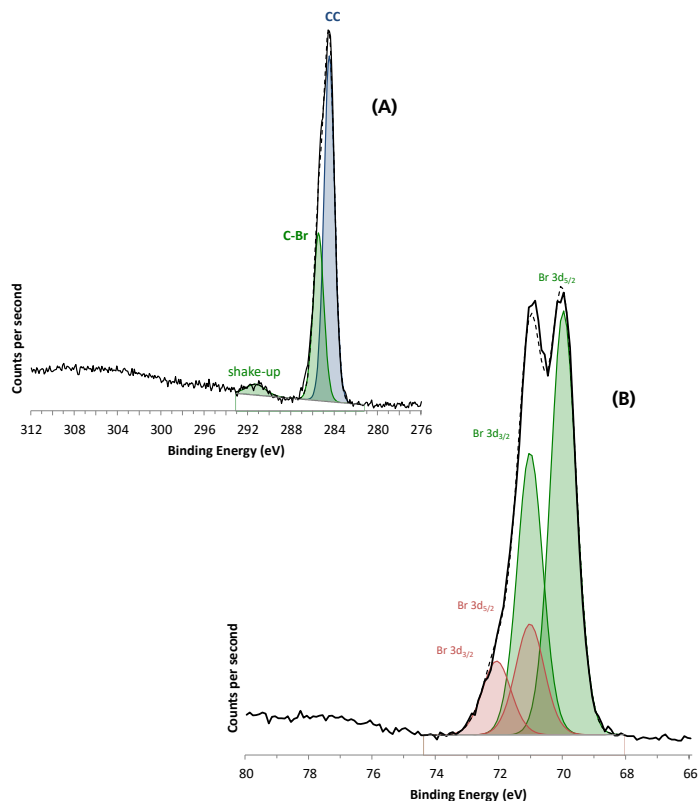 CC
(A)
C-Br
shake-up
Counts per second
312 308 304 300 296 292 288 284 280 276
Binding Energy (eV)
Br 3d5/2
(B)
Br 3d3/2
Br 3d5/2
Br 3d3/2
Counts per second
80 78 76 74 72 70 68 66
Binding Energy (eV)